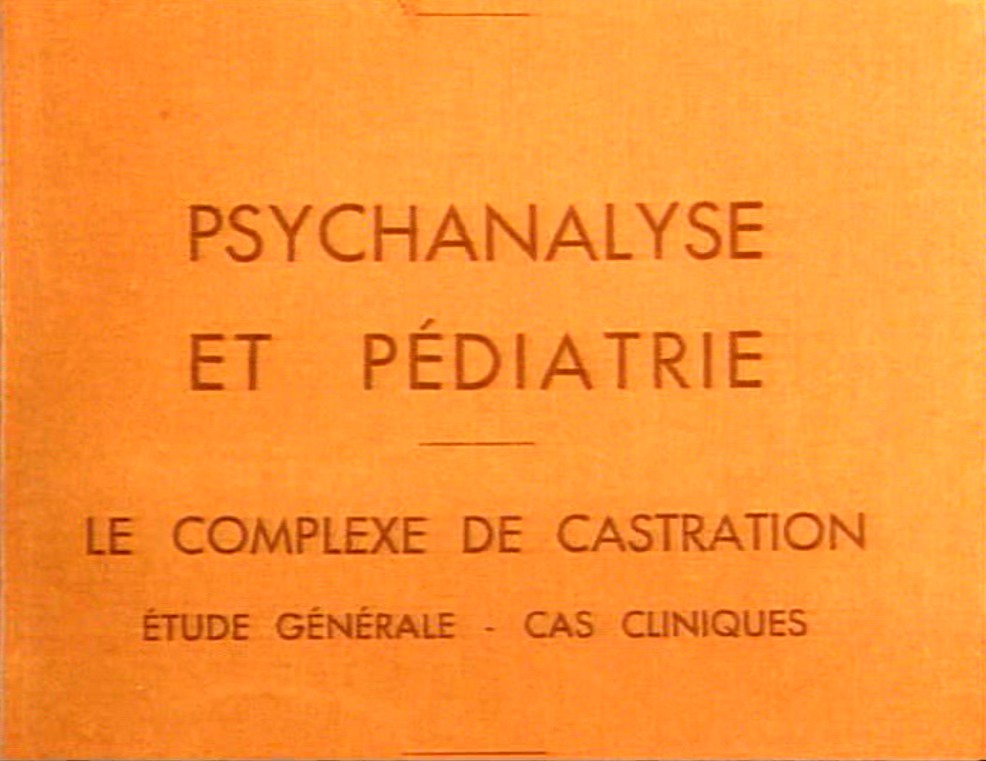 PSYCHANALYSE
ET PÉDIATRIE
LE COMPLEXE DE CASTRATION
ÉTUDE GÉNÉRALE - CAS CLINIQUES